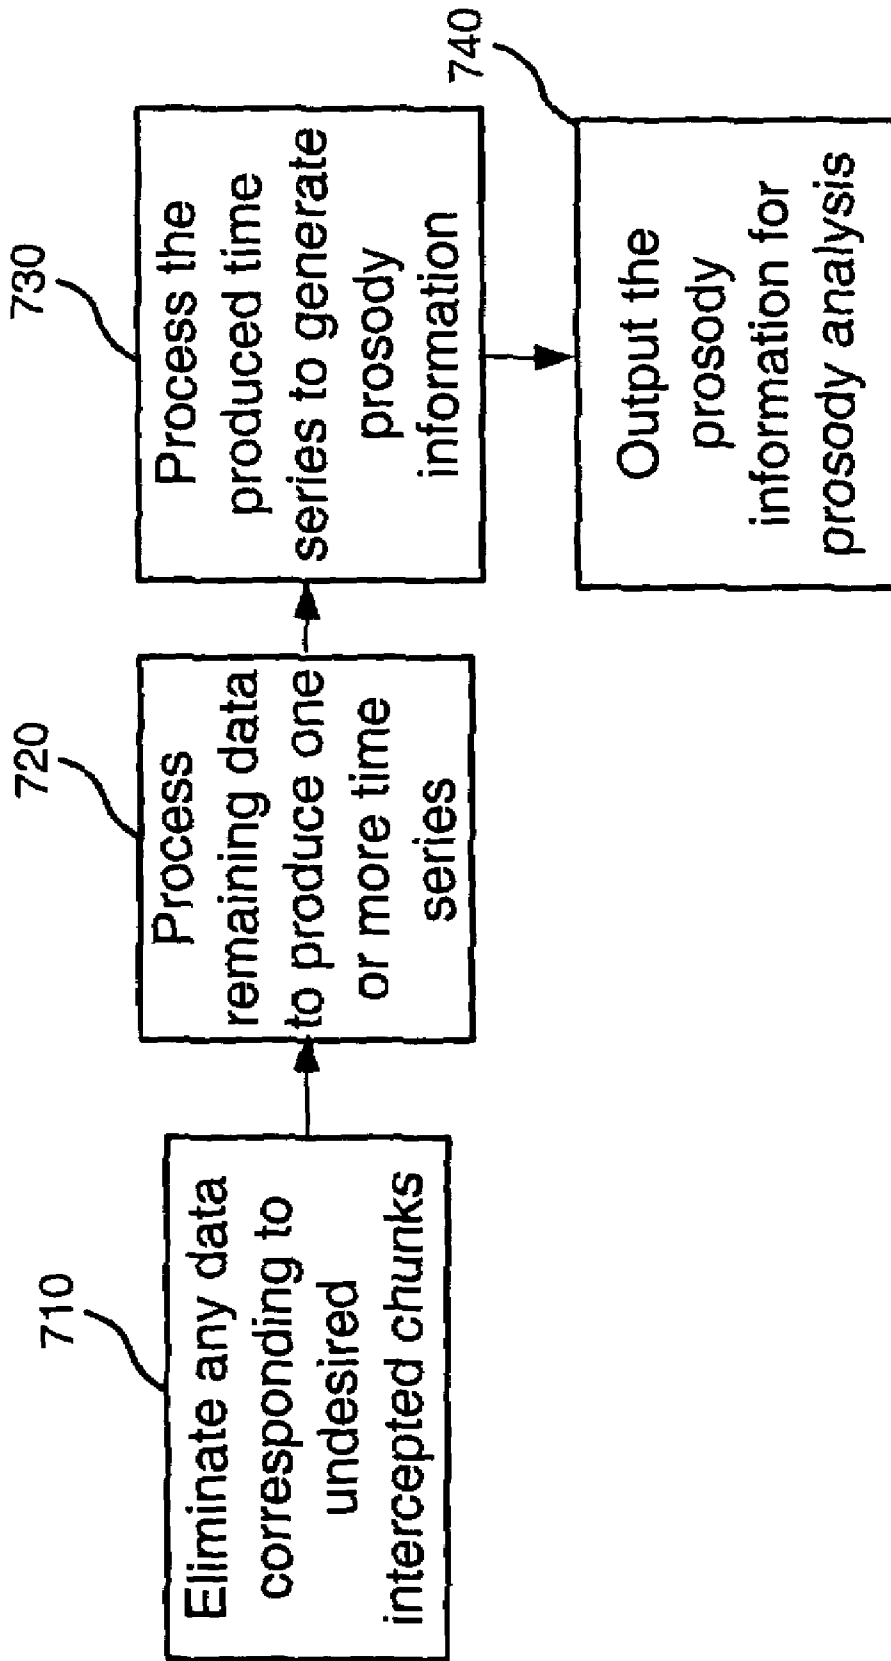 710
Eliminate any data
corresponding to
undesired
intercepted chunks
720
Process
remaining data
to produce one
or more time
series
730
Process the
produced time
series to generate
prosody
information
740
Output the
prosody
information for
prosody analysis